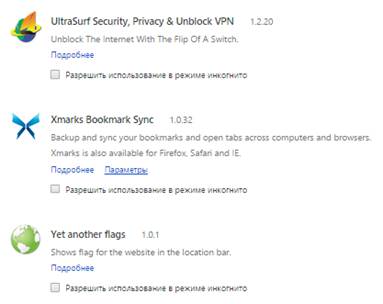 UltraSurf Security, Privacy & Unblock VPN 1.2.20
Unblock The Internet With The Flip Of A Switch.
Подробнее
Разрешить использование в режиме инкогнито
Xmarks Bookmark Sync 1.0.32
Backup and sync your bookmarks and open tabs across computers and browsers.
Xmarks is also available for Firefox, Safari and IE.
Подробнее Параметры
Разрешить использование в режиме инкогнито
Yet another flags 1.0.1
Shows flag for the website in the location bar.
Подробнее
Разрешить использование в режиме инкогнито